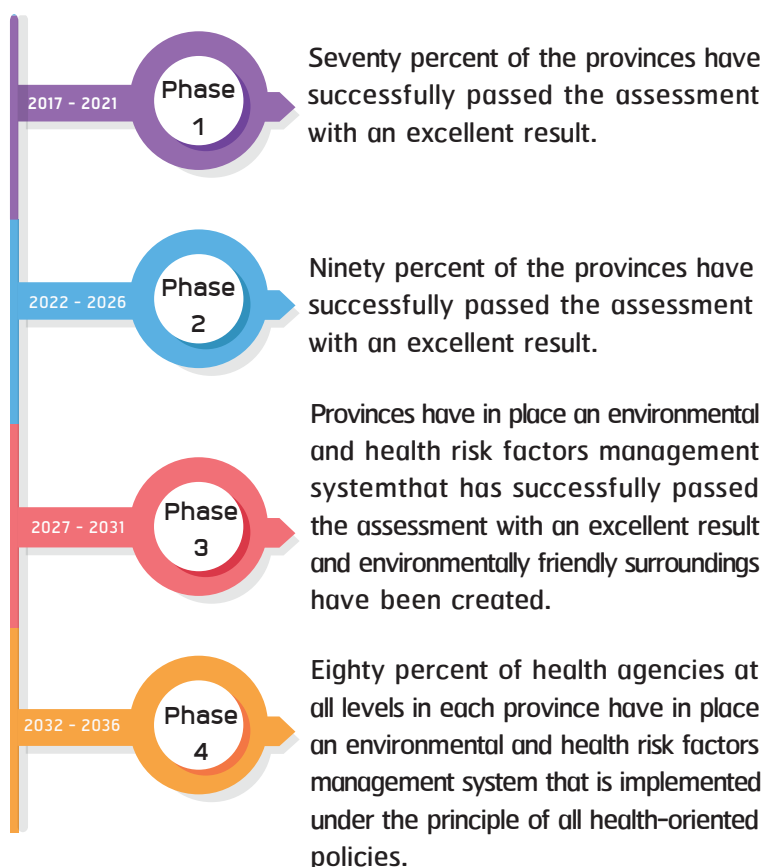 2017 - 2021
Phase
1
Seventy percent of the provinces have
successfully passed the assessment
with an excellent result.
2022 - 2026
Phase
2
Ninety percent of the provinces have
successfully passed the assessment
with an excellent result.
2027 - 2031
Phase
3
Provinces have in place an environmental
and health risk factors management
systemthat has successfully passed
the assessment with an excellent result
and environmentally friendly surroundings
have been created.
2032 - 2036
Phase
4
Eighty percent of health agencies at
all levels in each province have in place
an environmental and health risk factors
management system that is implemented
under the principle of all health-oriented
policies.